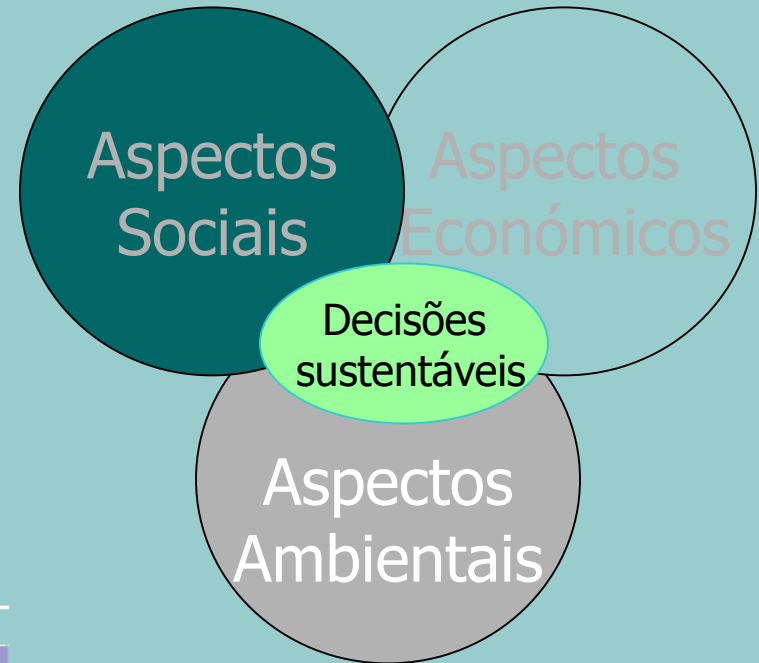 Aspectos
Sociais
Aspectos
Económicos
Decisões
sustentáveis
Aspectos
Ambientais